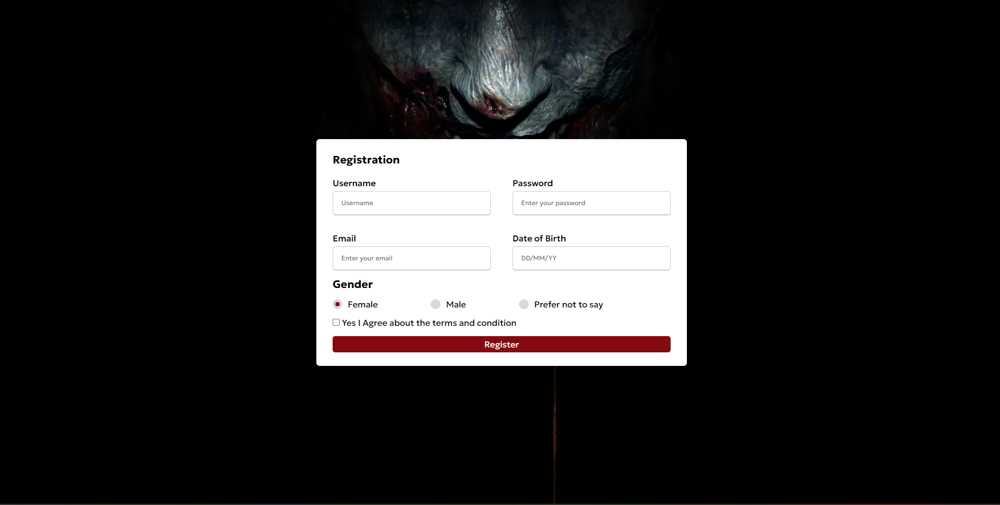 Registration
Username
Password
Username
Enter your password
Email
Date of Birth
Enter your email
DD/MM/YY
Gender
Female
Male
Prefer not to say
Yes I Agree about the terms and condition
Register